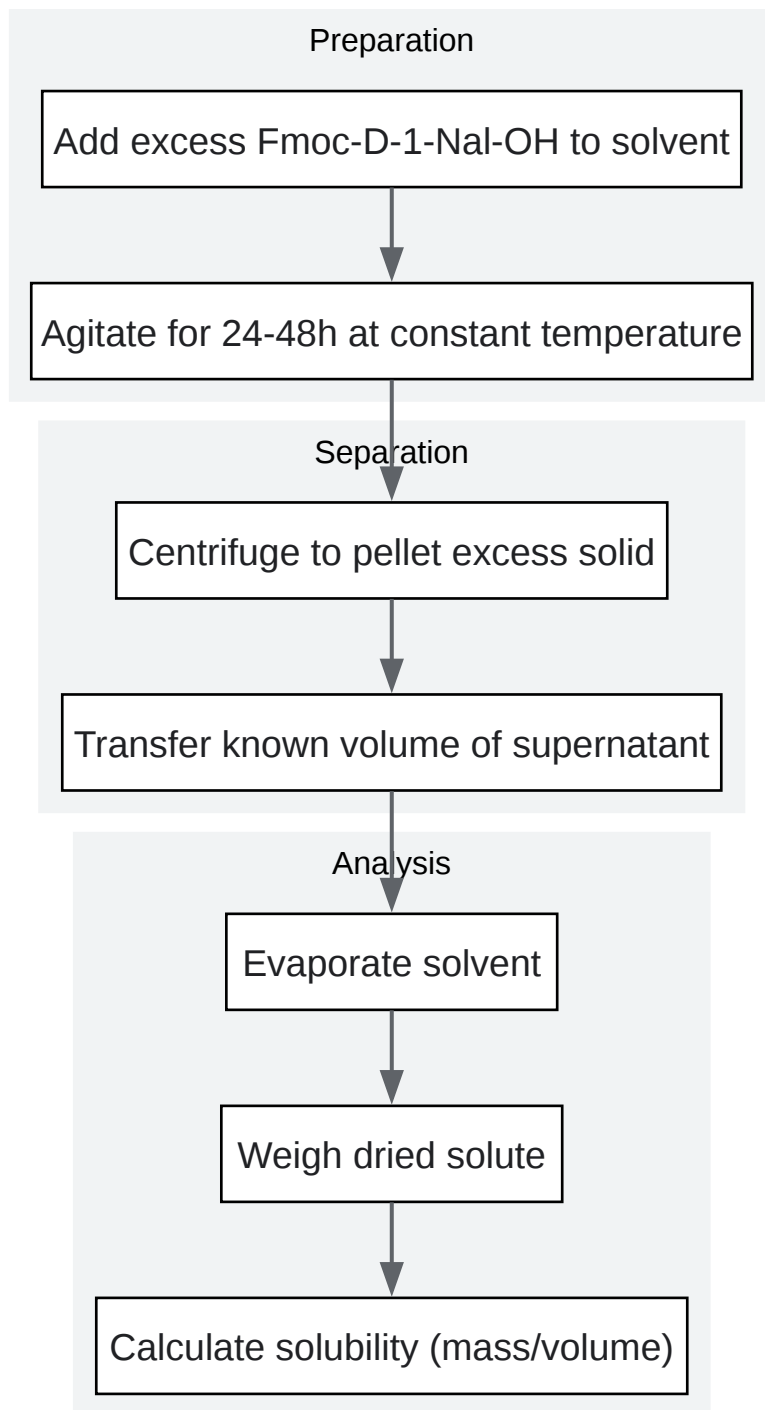 Preparation
Add excess Fmoc-D-1-Nal-OH to solvent
Agitate for 24-48h at constant temperature
Separation
Centrifuge to pellet excess solid
Transfer known volume of supernatant
Analysis
Evaporate solvent
Weigh dried solute
Calculate solubility (mass/volume)